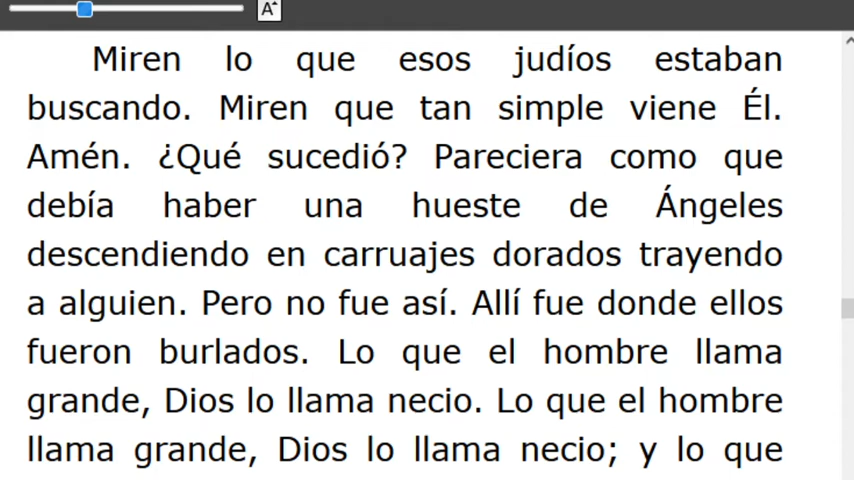 A
Miren lo que esos judíos estaban
buscando. Miren que tan simple viene Él.
Amén. ¿Qué sucedió? Pareciera como que
debía haber una hueste de Ángeles
descendiendo en carruajes dorados trayendo
a alguien. Pero no fue así. Allí fue donde ellos
fueron burlados. Lo que el hombre llama
grande, Dios lo llama necio. Lo que el hombre
llama grande, Dios lo llama necio; y lo que